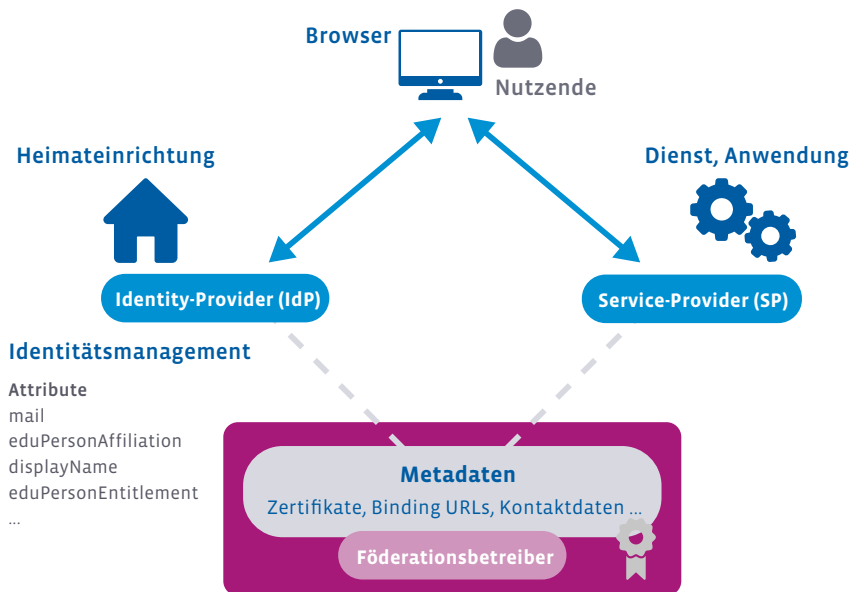 Browser
Nutzende
Heimateinrichtung
Dienst, Anwendung
Identity-Provider (IdP)
Service-Provider (SP)
Identitätsmanagement
Attribute
mail
eduPersonAffiliation
displayName
eduPersonEntitlement
...
Metadaten
Zertifikate, Binding URLs, Kontaktdaten ...
Föderationsbetreiber